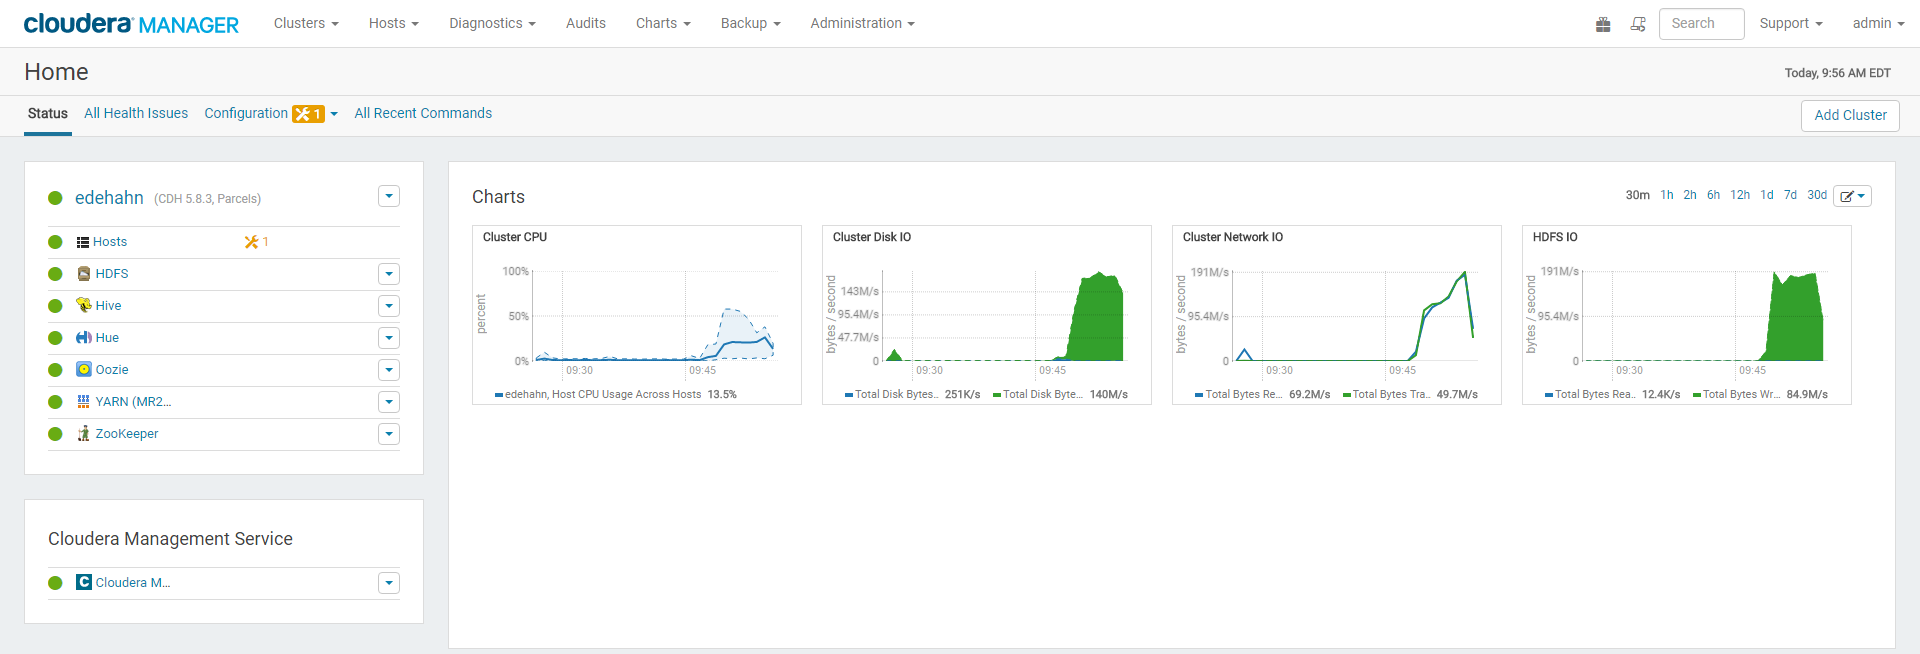 cloudera MANAGER Clusters Hosts Diagnostics Audits Charts Backup Administration Search Support admin
Home
Today, 9:56 AM EDT
Status All Health Issues Configuration 1 All Recent Commands
Add Cluster
edehahn (CDH 5.8.3, Parcels)
Hosts 1
HDFS
Hive
Hue
Oozie
YARN (MR2...
ZooKeeper
Cloudera Management Service
C Cloudera M...
Charts
30m 1h 2h 6h 12h 1d 7d 30d
Cluster CPU
percent
100%
50%
0%
09:30 09:45
edehahn, Host CPU Usage Across Hosts 13.5%
Cluster Disk IO
bytes / second
143M/s
95.4M/s
47.7M/s
0
09:30 09:45
Total Disk Bytes.. 251K/s Total Disk Byte... 140M/s
Cluster Network IO
bytes / second
191M/s
95.4M/s
0
09:30 09:45
Total Bytes Re... 69.2M/s Total Bytes Tra.. 49.7M/s
HDFS IO
bytes / second
191M/s
95.4M/s
0
09:30 09:45
Total Bytes Rea.. 12.4K/s Total Bytes Wr... 84.9M/s